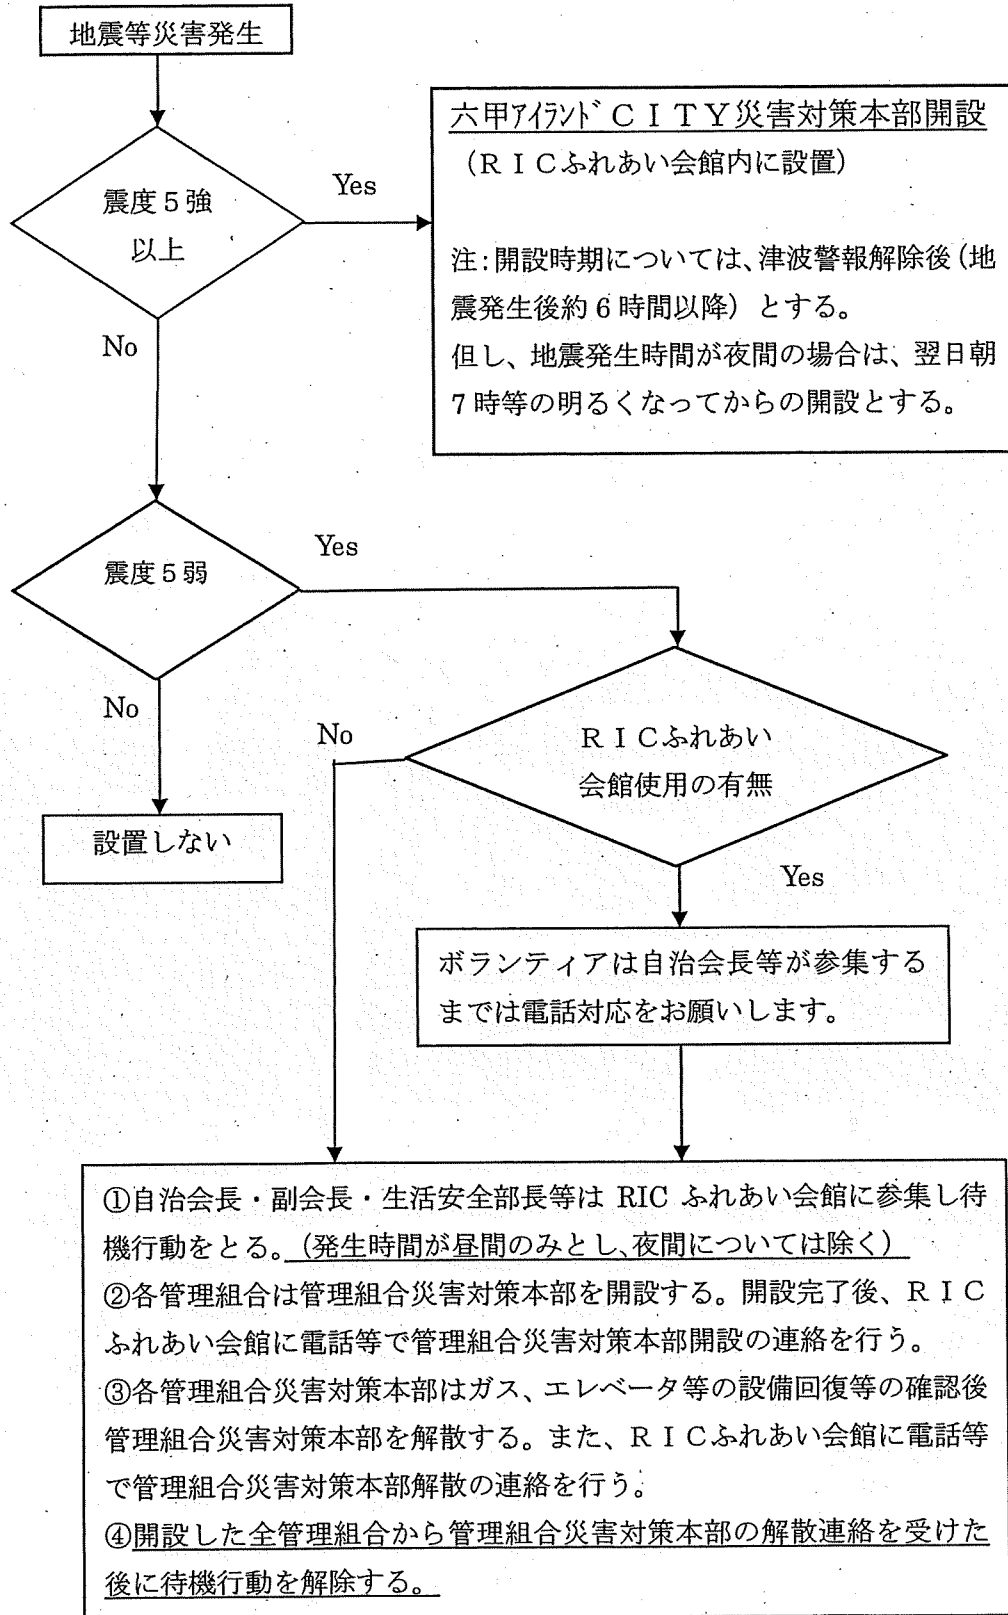 地震等災害発生
震度５強
以上
Yes
No
六甲ｱｲﾗﾝﾄﾞＣＩＴＹ災害対策本部開設
（ＲＩＣふれあい会館内に設置）
注：開設時期については、津波警報解除後（地
震発生後約６時間以降）とする。
但し、地震発生時間が夜間の場合は、翌日朝
７時等の明るくなってからの開設とする。
震度５弱
Yes
No
設置しない
ＲＩＣふれあい
会館使用の有無
No
Yes
ボランティアは自治会長等が参集する
までは電話対応をお願いします。
①自治会長・副会長・生活安全部長等は RIC ふれあい会館に参集し待
機行動をとる。（発生時間が昼間のみとし、夜間については除く）
②各管理組合は管理組合災害対策本部を開設する。開設完了後、ＲＩＣ
ふれあい会館に電話等で管理組合災害対策本部開設の連絡を行う。
③各管理組合災害対策本部はガス、エレベータ等の設備回復等の確認後
管理組合災害対策本部を解散する。また、ＲＩＣふれあい会館に電話等
で管理組合災害対策本部解散の連絡を行う。
④開設した全管理組合から管理組合災害対策本部の解散連絡を受けた
後に待機行動を解除する。